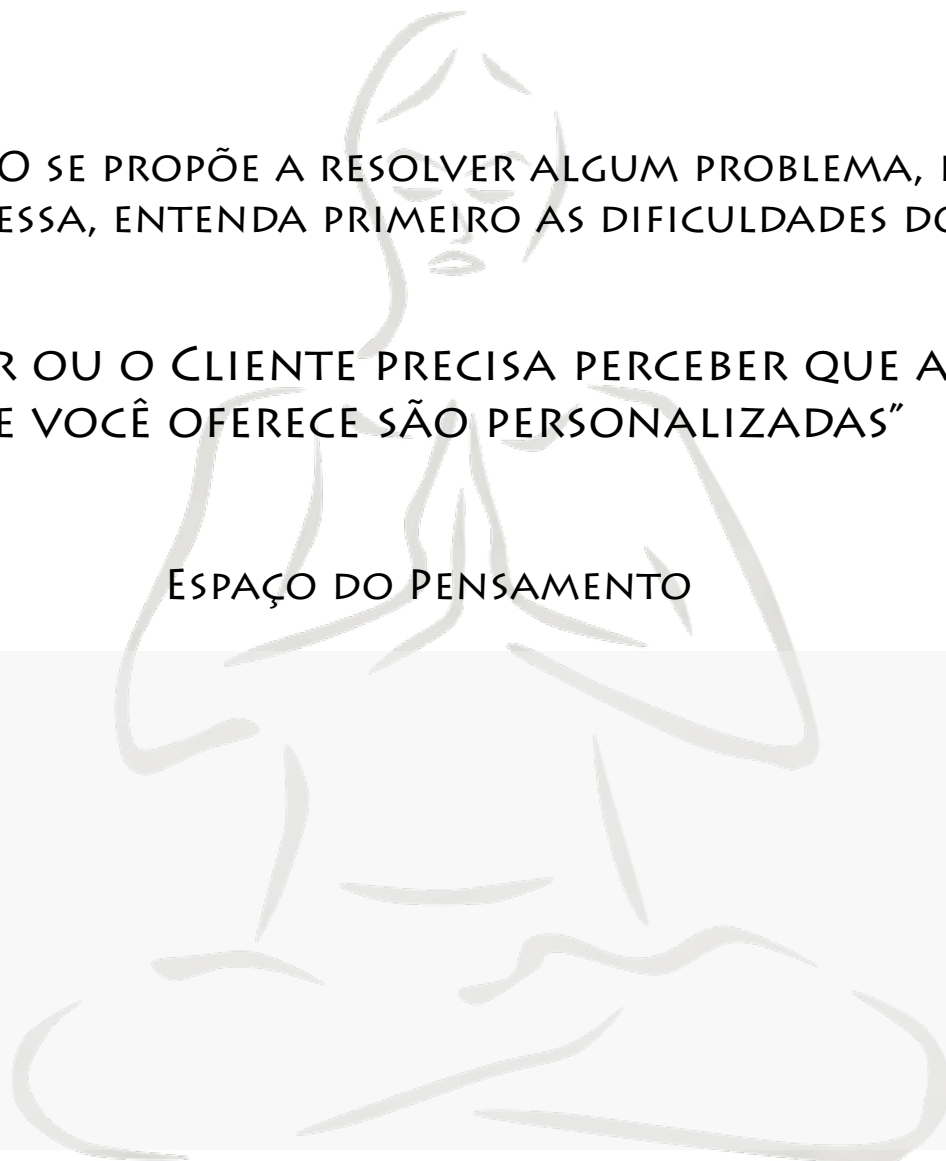 O SE PROPÕE A RESOLVER ALGUM PROBLEMA,
ESSA, ENTENDA PRIMEIRO AS DIFICULDADES DO
R OU O CLIENTE PRECISA PERCEBER QUE A
E VOCÊ OFERECE SÃO PERSONALIZADAS”
ESPAÇO DO PENSAMENTO